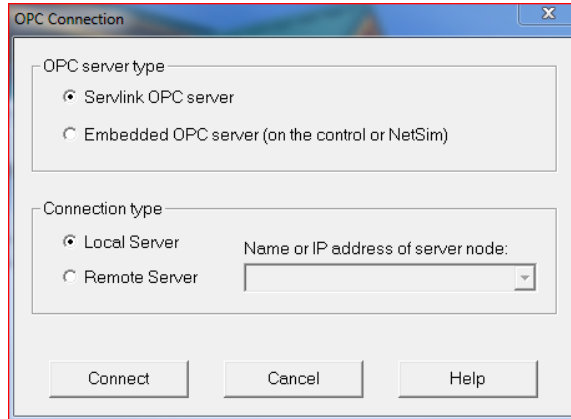 OPC Connection
x
OPC server type
Servlink OPC server
Embedded OPC server (on the control or NetSim)
Connection type
Local Server
Name or IP address of server node:
Remote Server
Connect
Cancel
Help